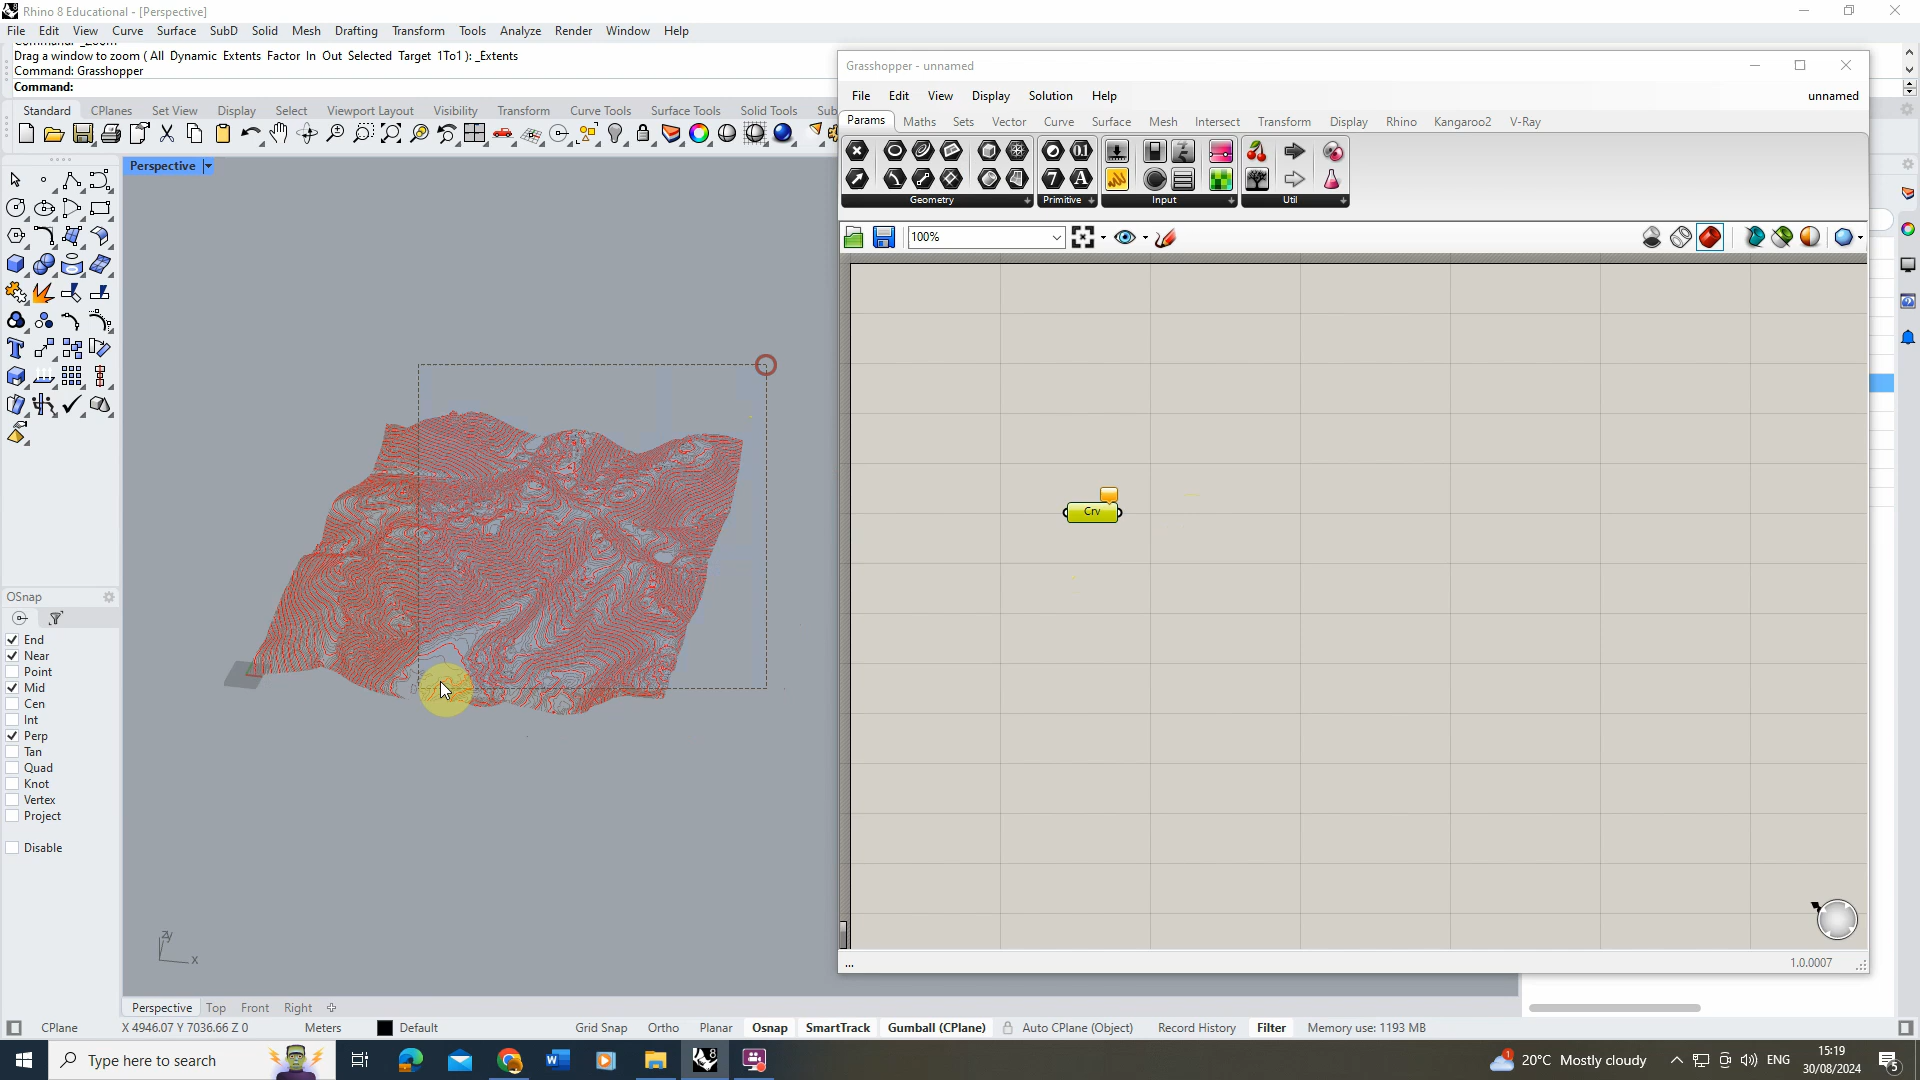 Rhino 8 Educational - [Perspective]
File Edit View Curve Surface SubD Solid Mesh Drafting Transform Tools Analyze Render Window Help
Drag a window to zoom ( All Dynamic Extents Factor In Out Selected Target 1To1 ): _Extents
Command: Grasshopper
Command:
Standard CPlanes Set View Display Select Viewport Layout Visibility Transform Curve Tools Surface Tools Solid Tools
Perspective
Grasshopper - unnamed
File Edit View Display Solution Help
unnamed
Params Maths Sets Vector Curve Surface Mesh Intersect Transform Display Rhino Kangaroo2 V-Ray
Geometry Primitive Input Util
100%
Crv
OSnap
End
Near
Point
Mid
Cen
Int
Perp
Tan
Quad
Knot
Vertex
Project
Disable
z y
x
...
1.0.0007
Perspective Top Front Right
CPlane X 4946.07 Y 7036.66 Z 0 Meters Default Grid Snap Ortho Planar Osnap SmartTrack Gumball (CPlane) Auto CPlane (Object) Record History Filter Memory use: 1193 MB
Type here to search
20°C Mostly cloudy
ENG
15:19
30/08/2024